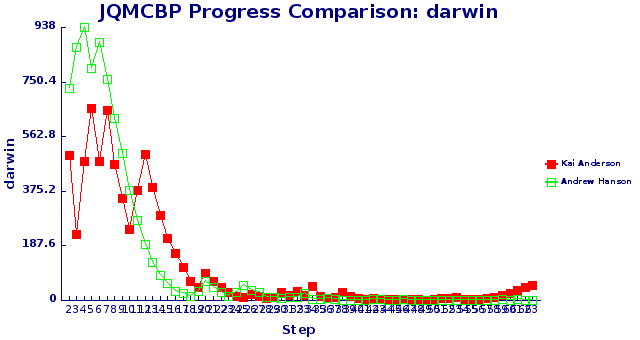 JQMCBP Progress Comparison: darwin
938
750.4
562.8
375.2
187.6
0
darwin
Kai Anderson
Andrew Hanson
Step